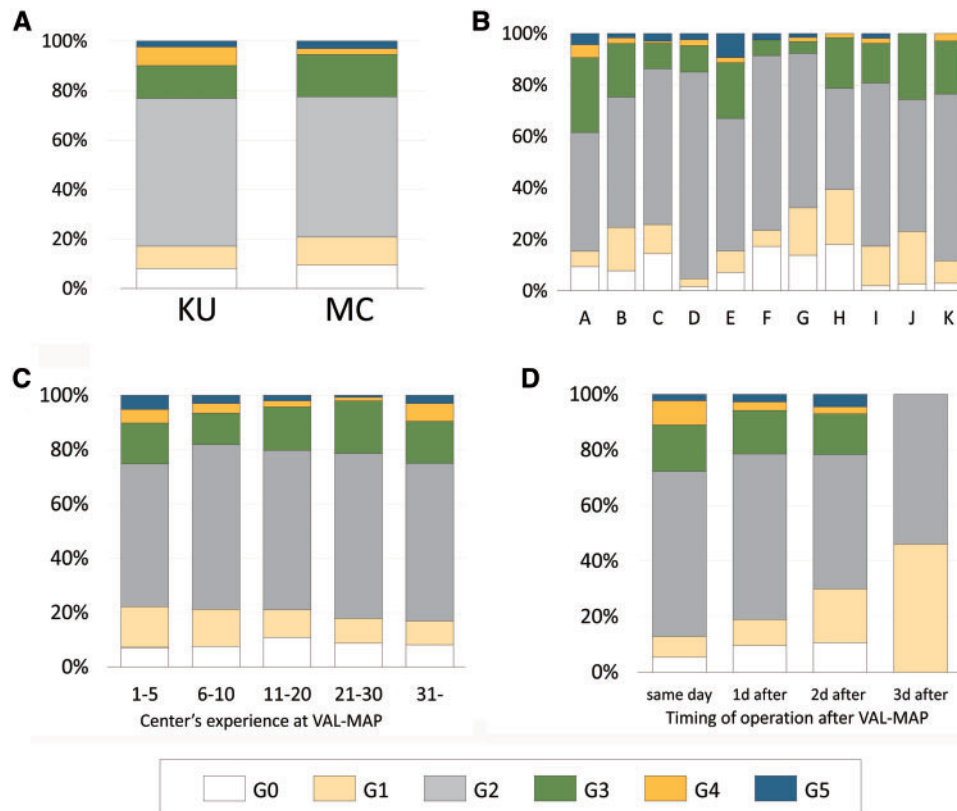 A
100%
80%
60%
40%
20%
0%
KU MC
B
100%
80%
60%
40%
20%
0%
A B C D E F G H I J K
C
100%
80%
60%
40%
20%
0%
1-5 6-10 11-20 21-30 31-
Center's experience at VAL-MAP
D
100%
80%
60%
40%
20%
0%
same day 1d after 2d after 3d after
Timing of operation after VAL-MAP
G0 G1 G2 G3 G4 G5